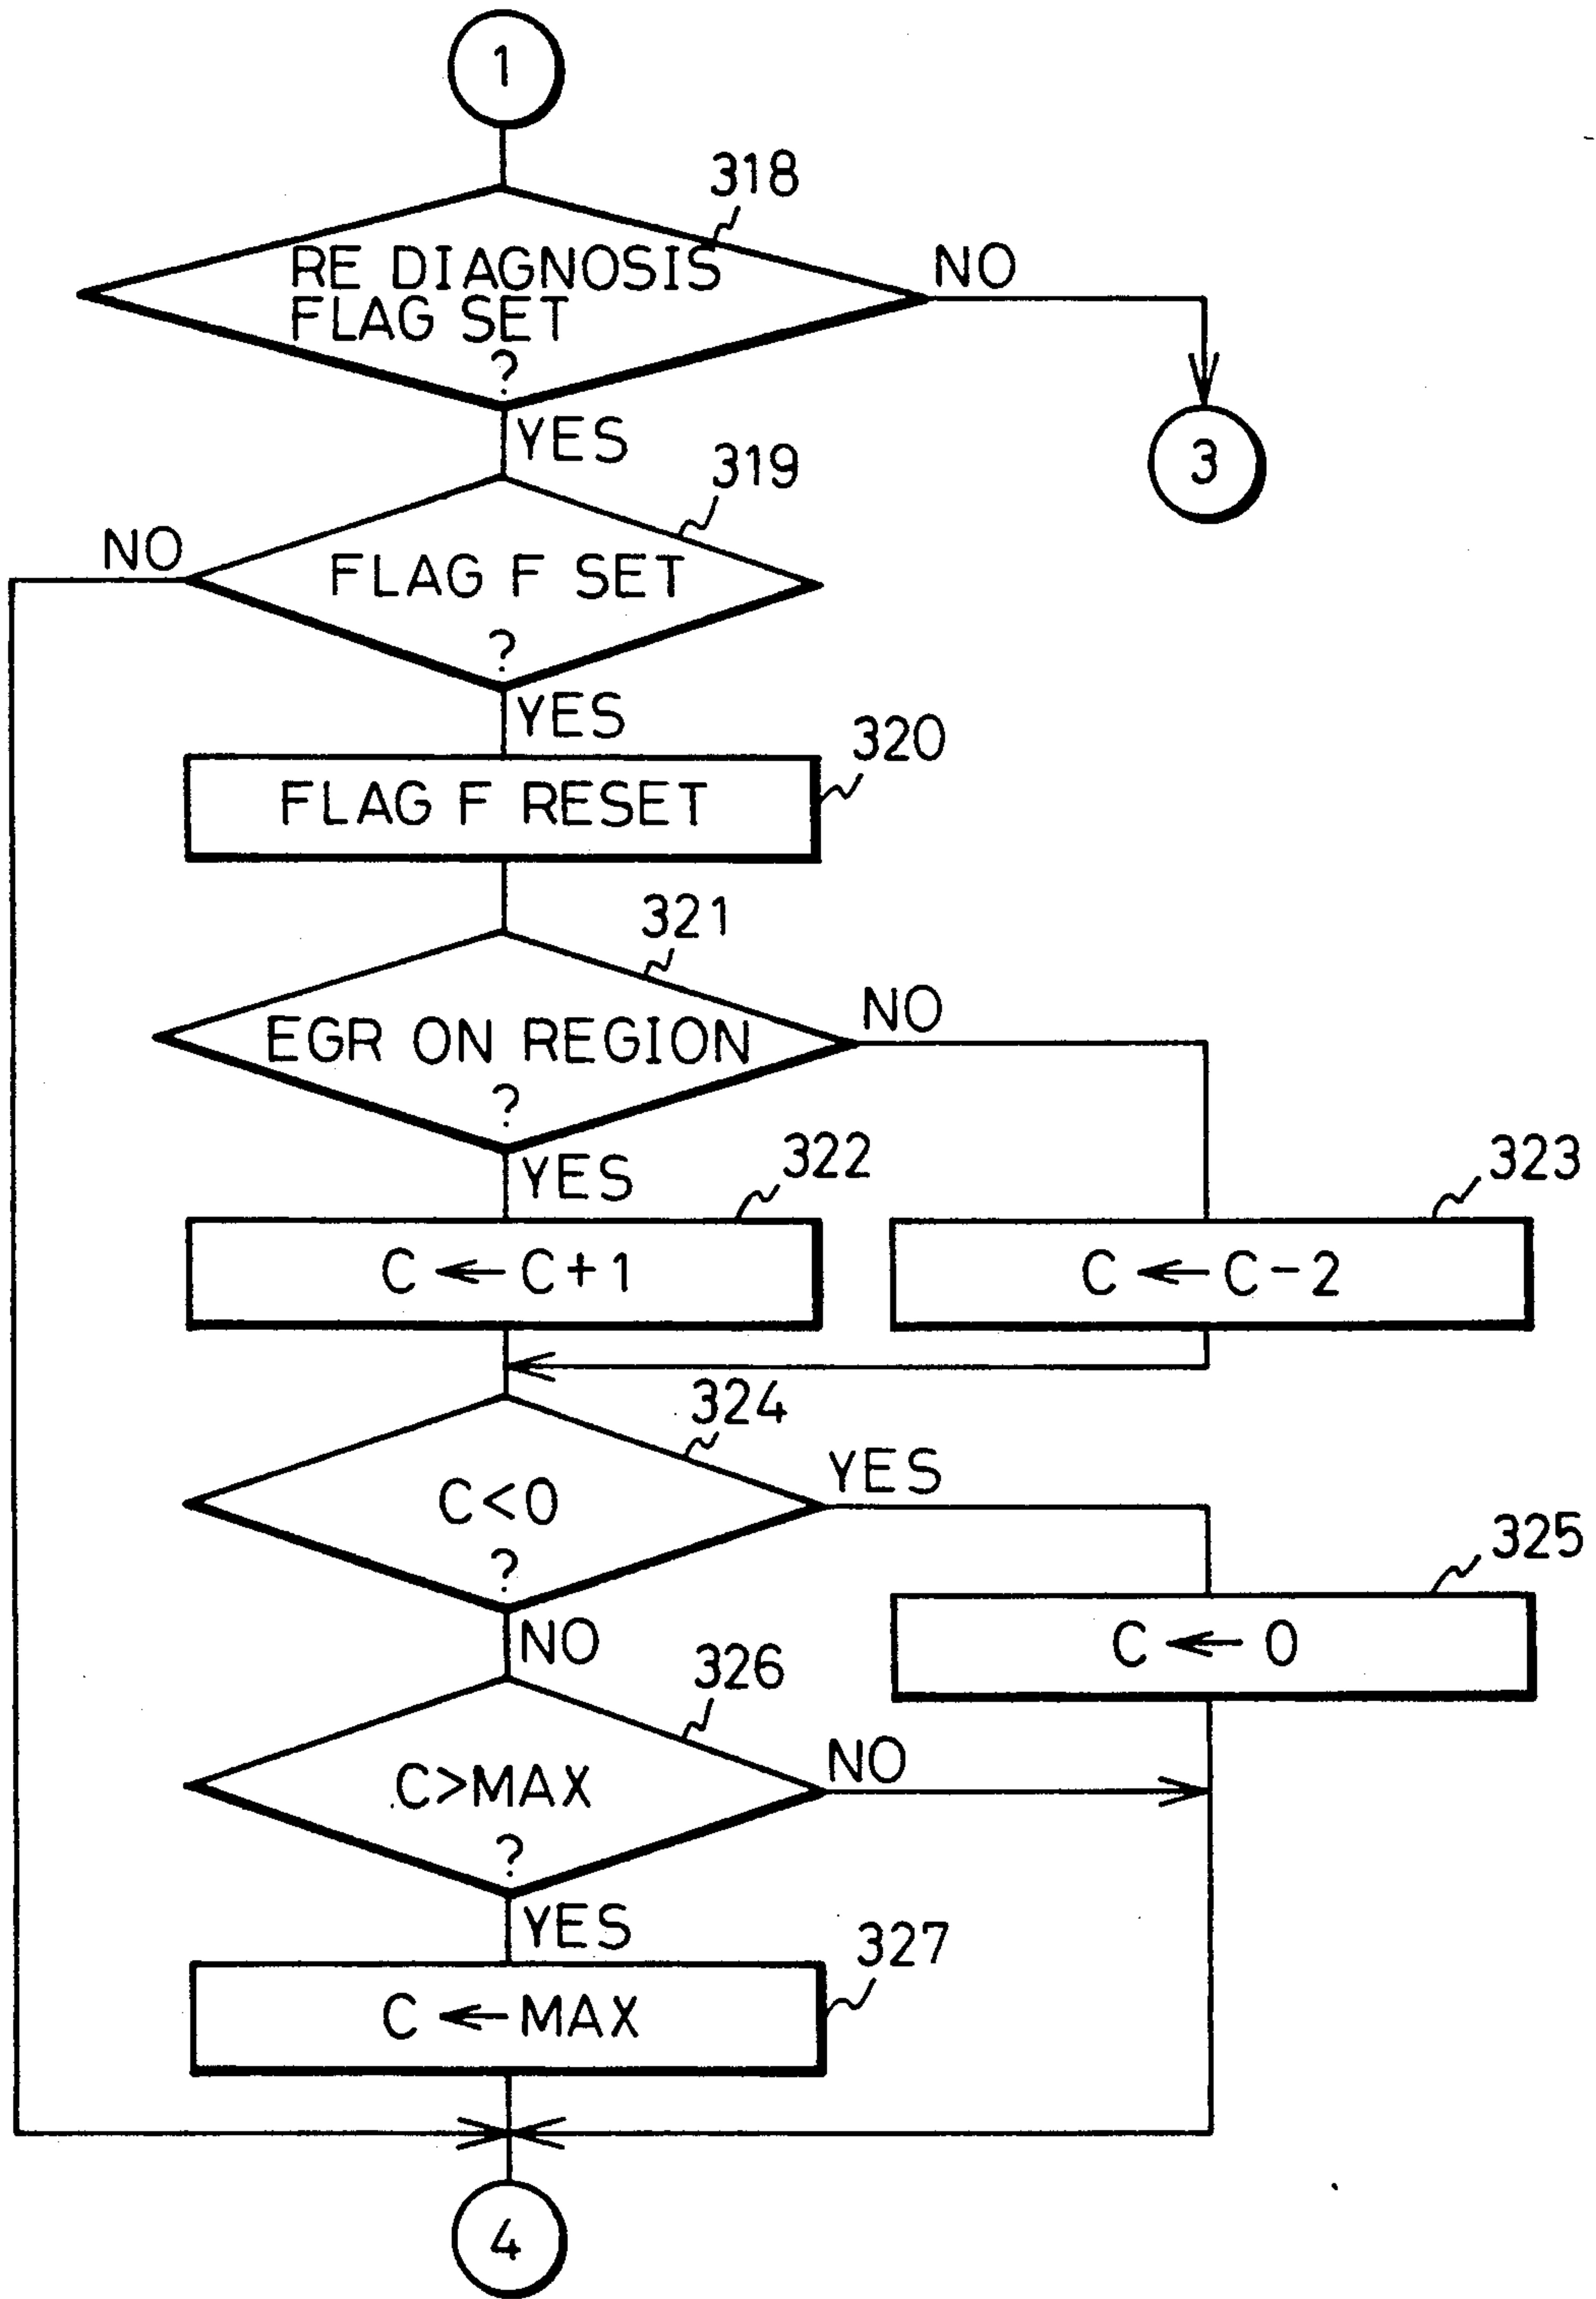 1
318
RE DIAGNOSIS
FLAG SET
?
NO
YES
3
319
NO
FLAG F SET
?
YES
320
FLAG F RESET
321
EGR ON REGION
?
NO
YES
322
C ← C+1
323
C ← C-2
324
C<0
?
YES
NO
325
C ← 0
326
C>MAX
?
NO
YES
327
C ← MAX
4